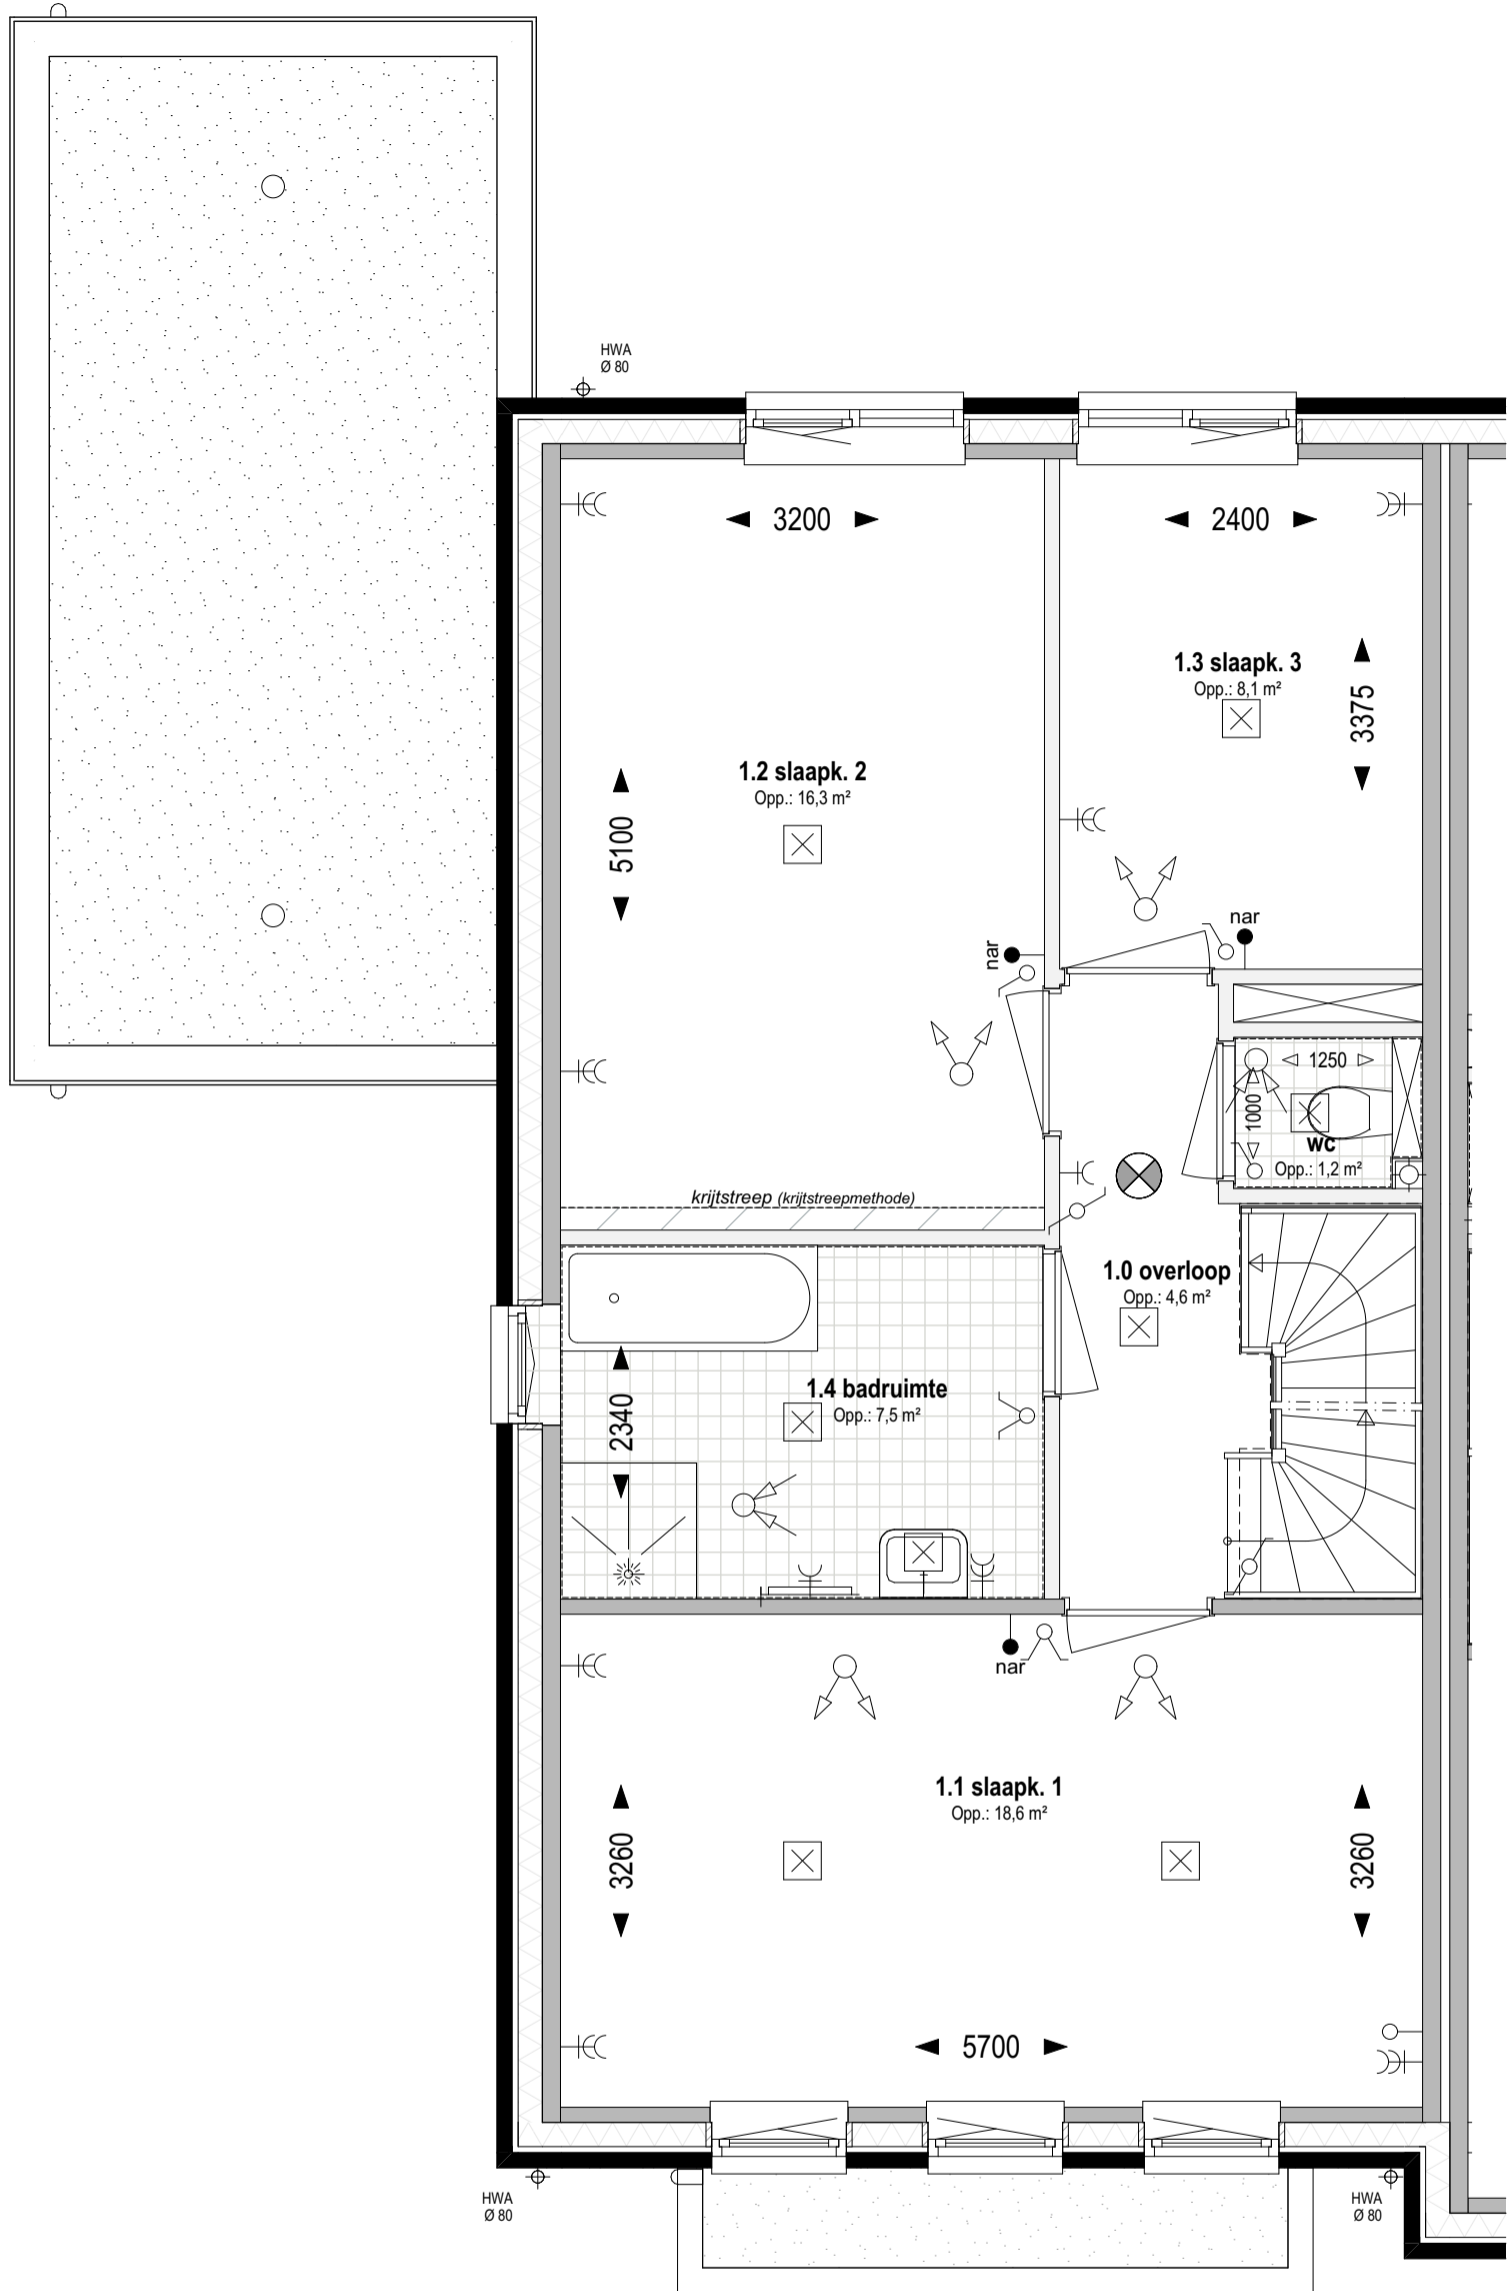 HWA
Ø 80
3200
2400
1.3 slaapk. 3
Opp.: 8,1 m²
3375
1.2 slaapk. 2
Opp.: 16,3 m²
5100
nar
nar
1250
1000
wc
Opp.: 1,2 m²
krijtstreep (krijtstreepmethode)
1.0 overloop
Opp.: 4,6 m²
1.4 badruimte
Opp.: 7,5 m²
2340
nar
1.1 slaapk. 1
Opp.: 18,6 m²
3260
3260
5700
HWA
Ø 80
HWA
Ø 80